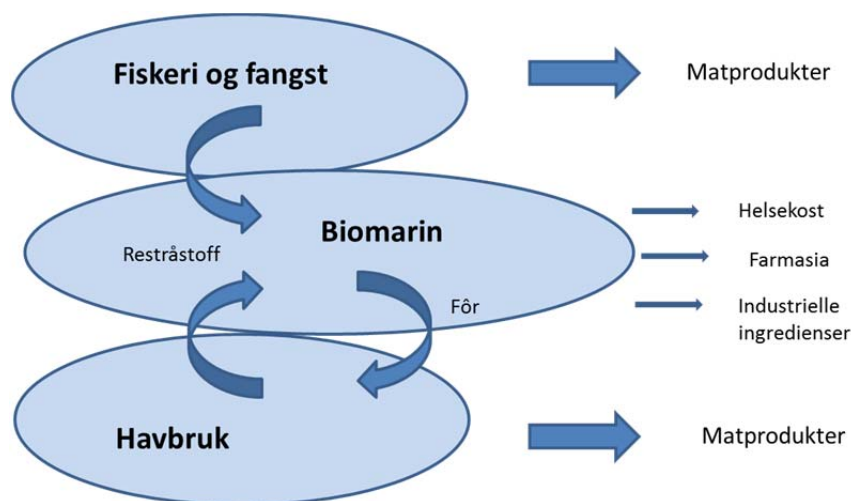 Fiskeri og fangst
Matprodukter
Biomarin
Restråstoff
Fôr
Helsekost
Farmasia
Industrielle
ingredienser
Havbruk
Matprodukter